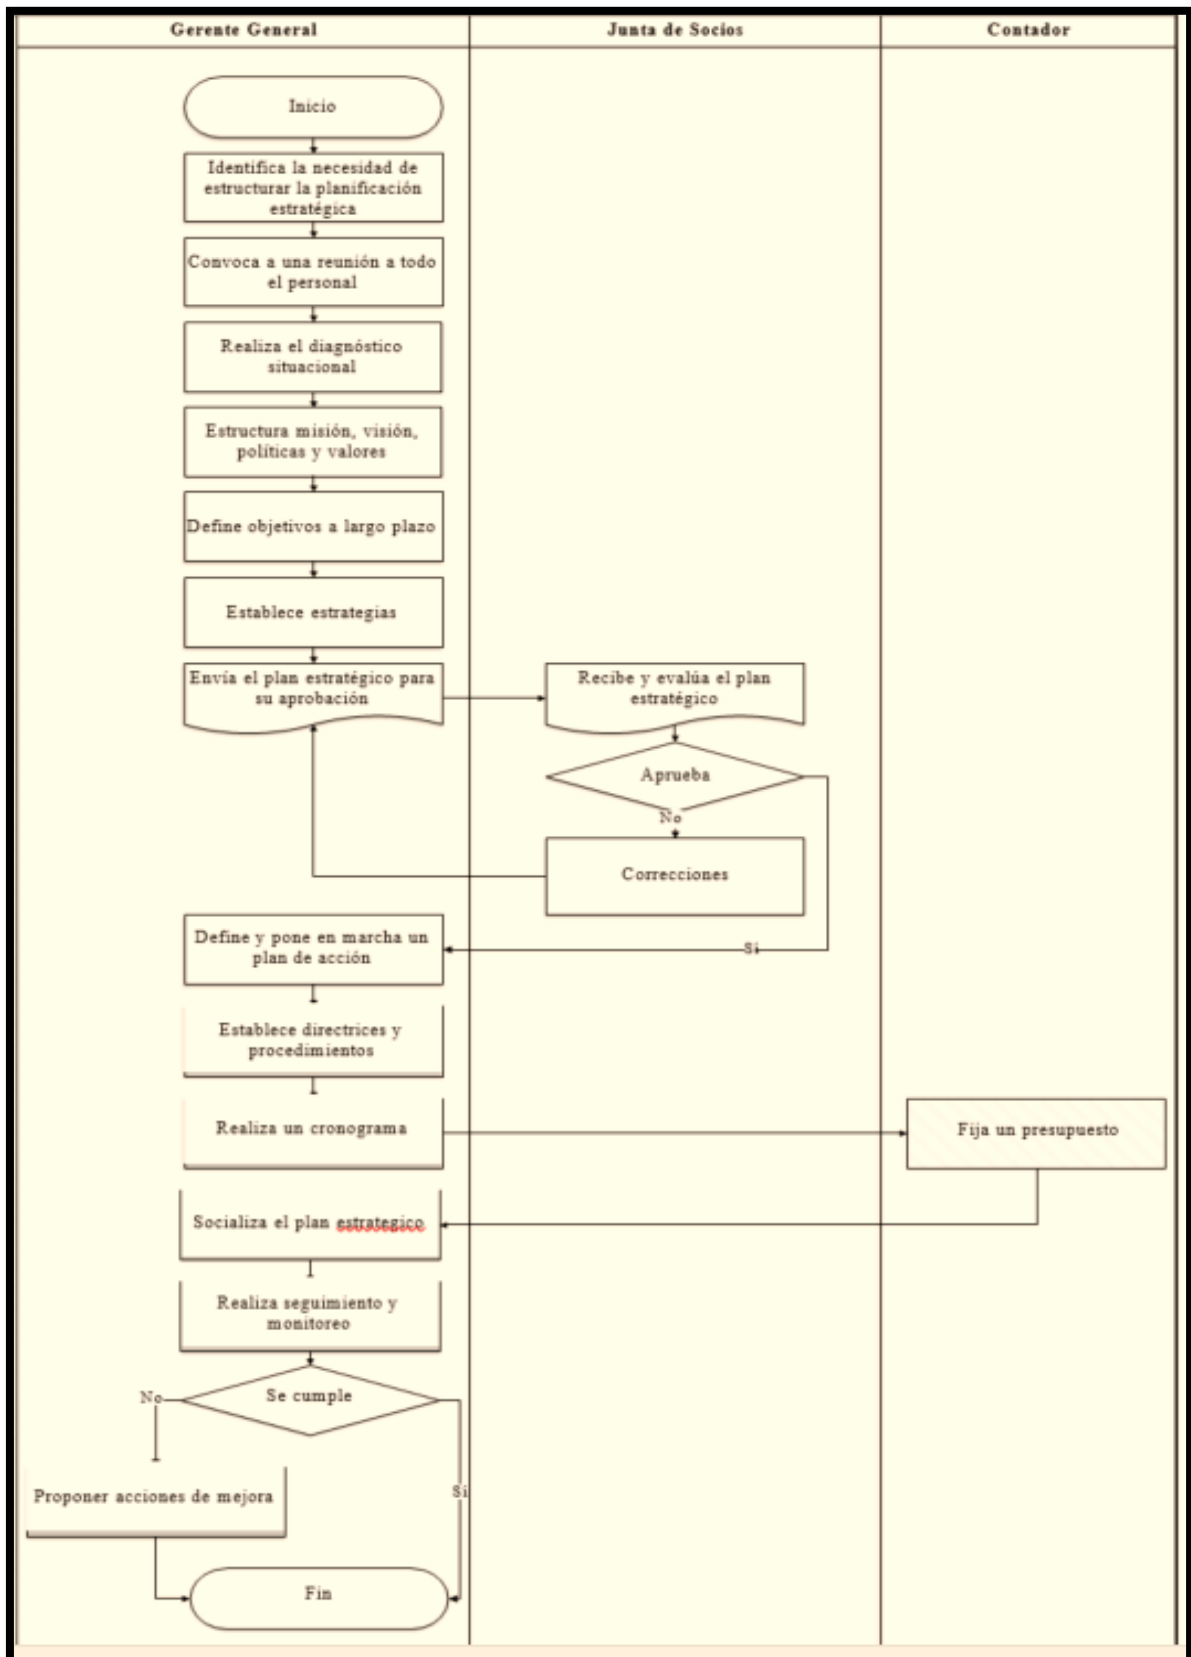 Gerente General
Junta de Socios
Contador
Inicio
Identifica la necesidad de
estructurar la planificación
estratégica
Convoca a una reunión a todo
el personal
Realiza el diagnóstico
situacional
Estructura misión, visión,
políticas y valores
Define objetivos a largo plazo
Establece estrategias
Envía el plan estratégico para
su aprobación
Recibe y evalúa el plan
estratégico
Aprueba
No
Correcciones
Si
Define y pone en marcha un
plan de acción
Establece directrices y
procedimientos
Realiza un cronograma
Fija un presupuesto
Socializa el plan estrategico
Realiza seguimiento y
monitoreo
Se cumple
No
Si
Proponer acciones de mejora
Fin